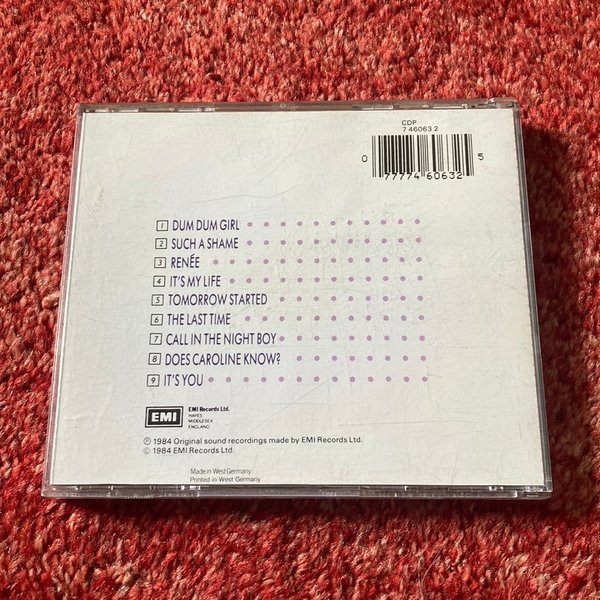 CDP
7 46063 2
0 77774 60632 5
1 DUM DUM GIRL
2 SUCH A SHAME
3 RENÉE
4 IT'S MY LIFE
5 TOMORROW STARTED
6 THE LAST TIME
7 CALL IN THE NIGHT BOY
8 DOES CAROLINE KNOW?
9 IT'S YOU
EMI
EMI Records Ltd.
HAYES
MIDDLESEX
ENGLAND
℗ 1984 Original sound recordings made by EMI Records Ltd.
© 1984 EMI Records Ltd.
Made in West Germany
Printed in West Germany